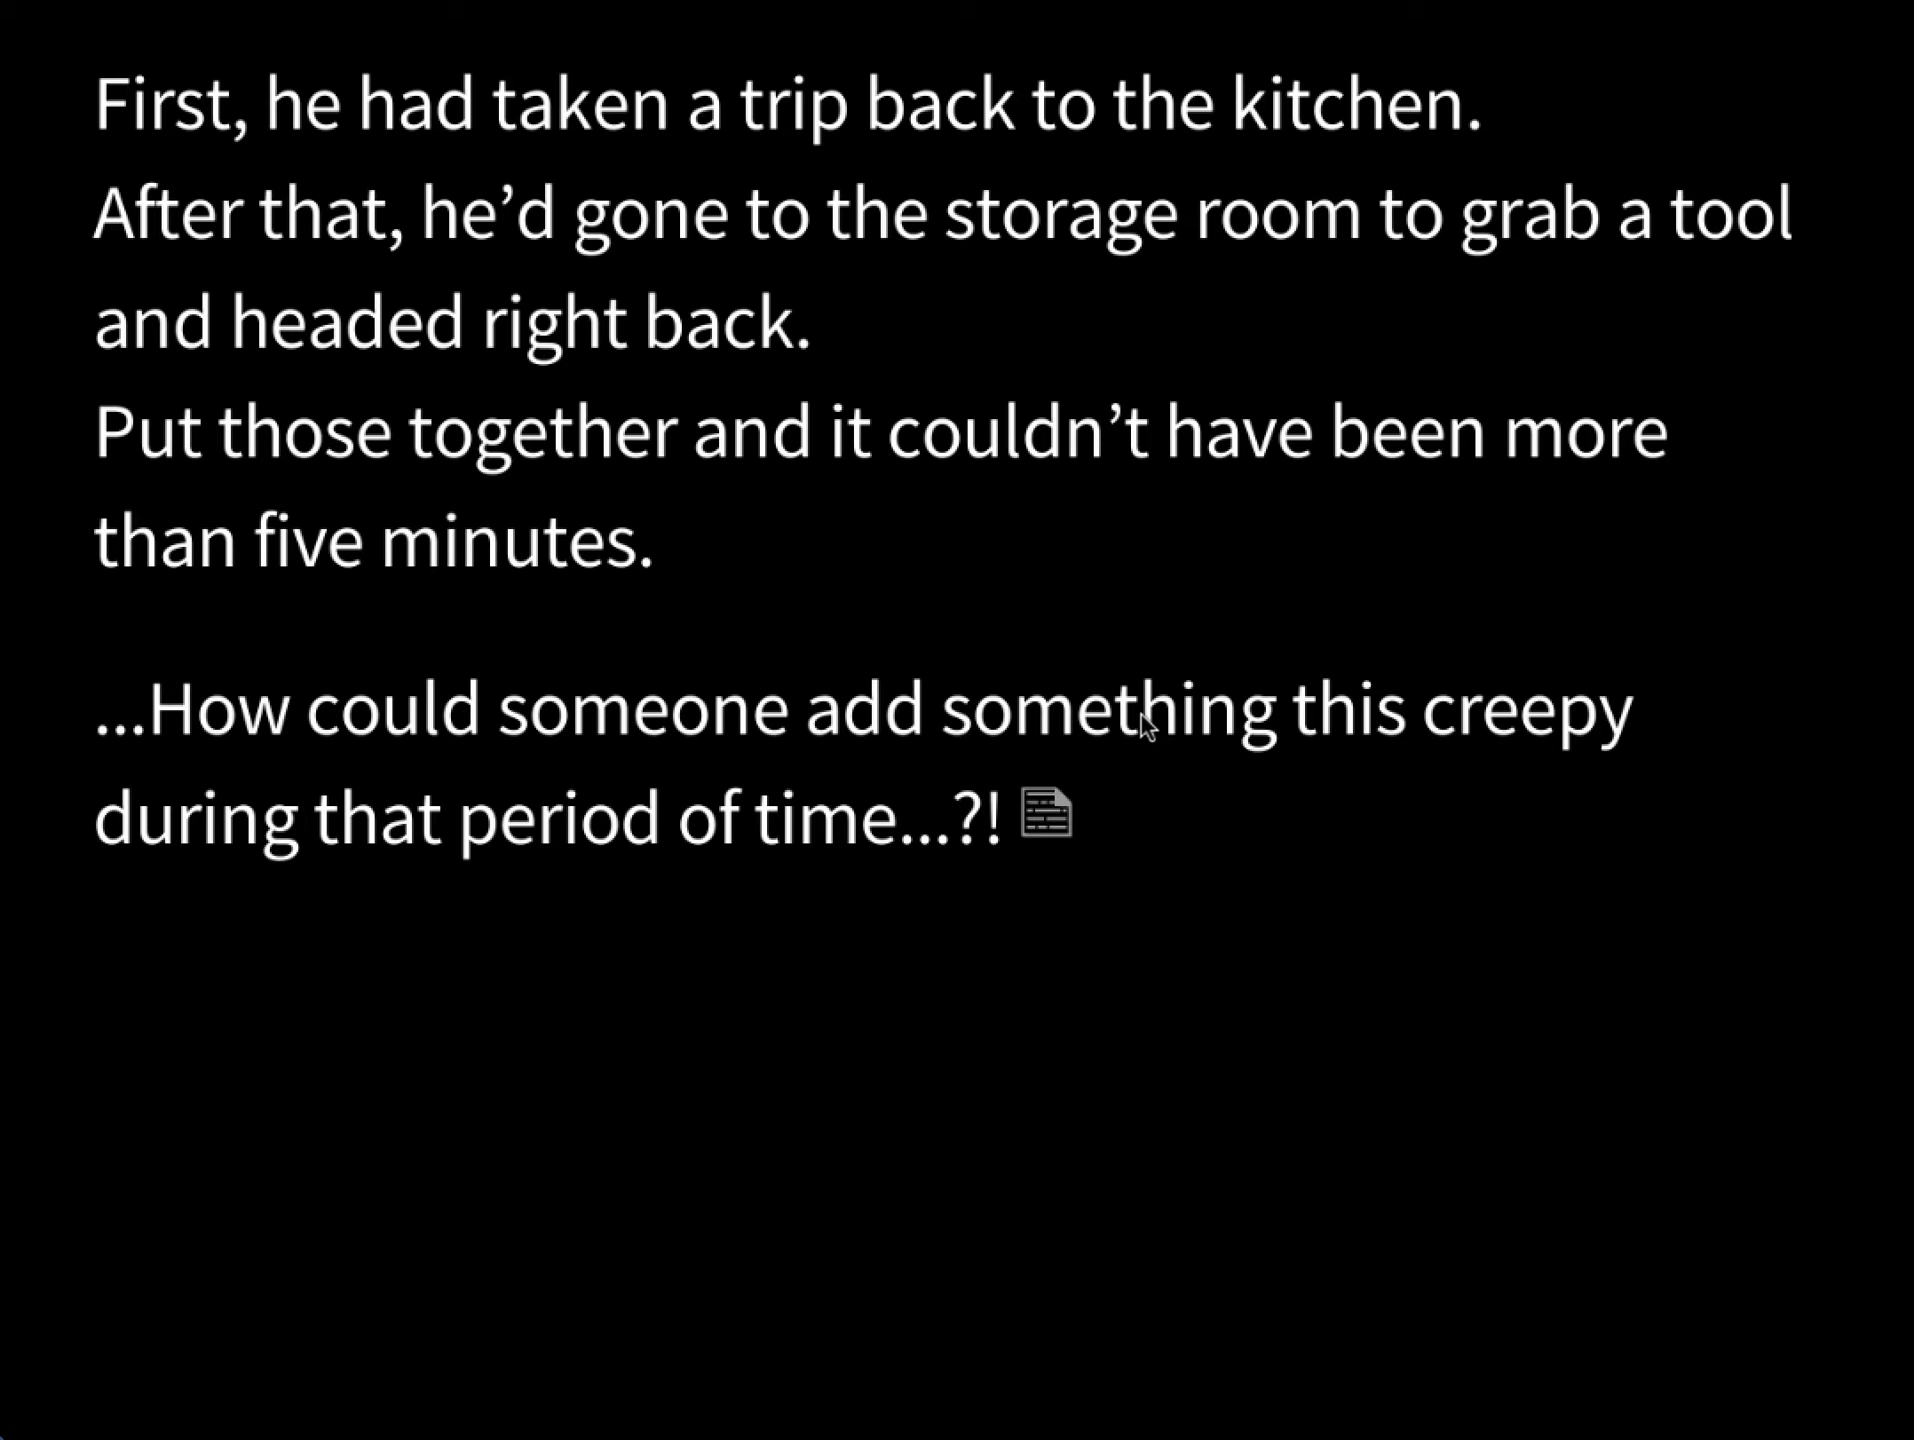 First, he had taken a trip back to the kitchen.
After that, he’d gone to the storage room to grab a tool
and headed right back.
Put those together and it couldn’t have been more
than five minutes.
...How could someone add something this creepy
during that period of time...?!